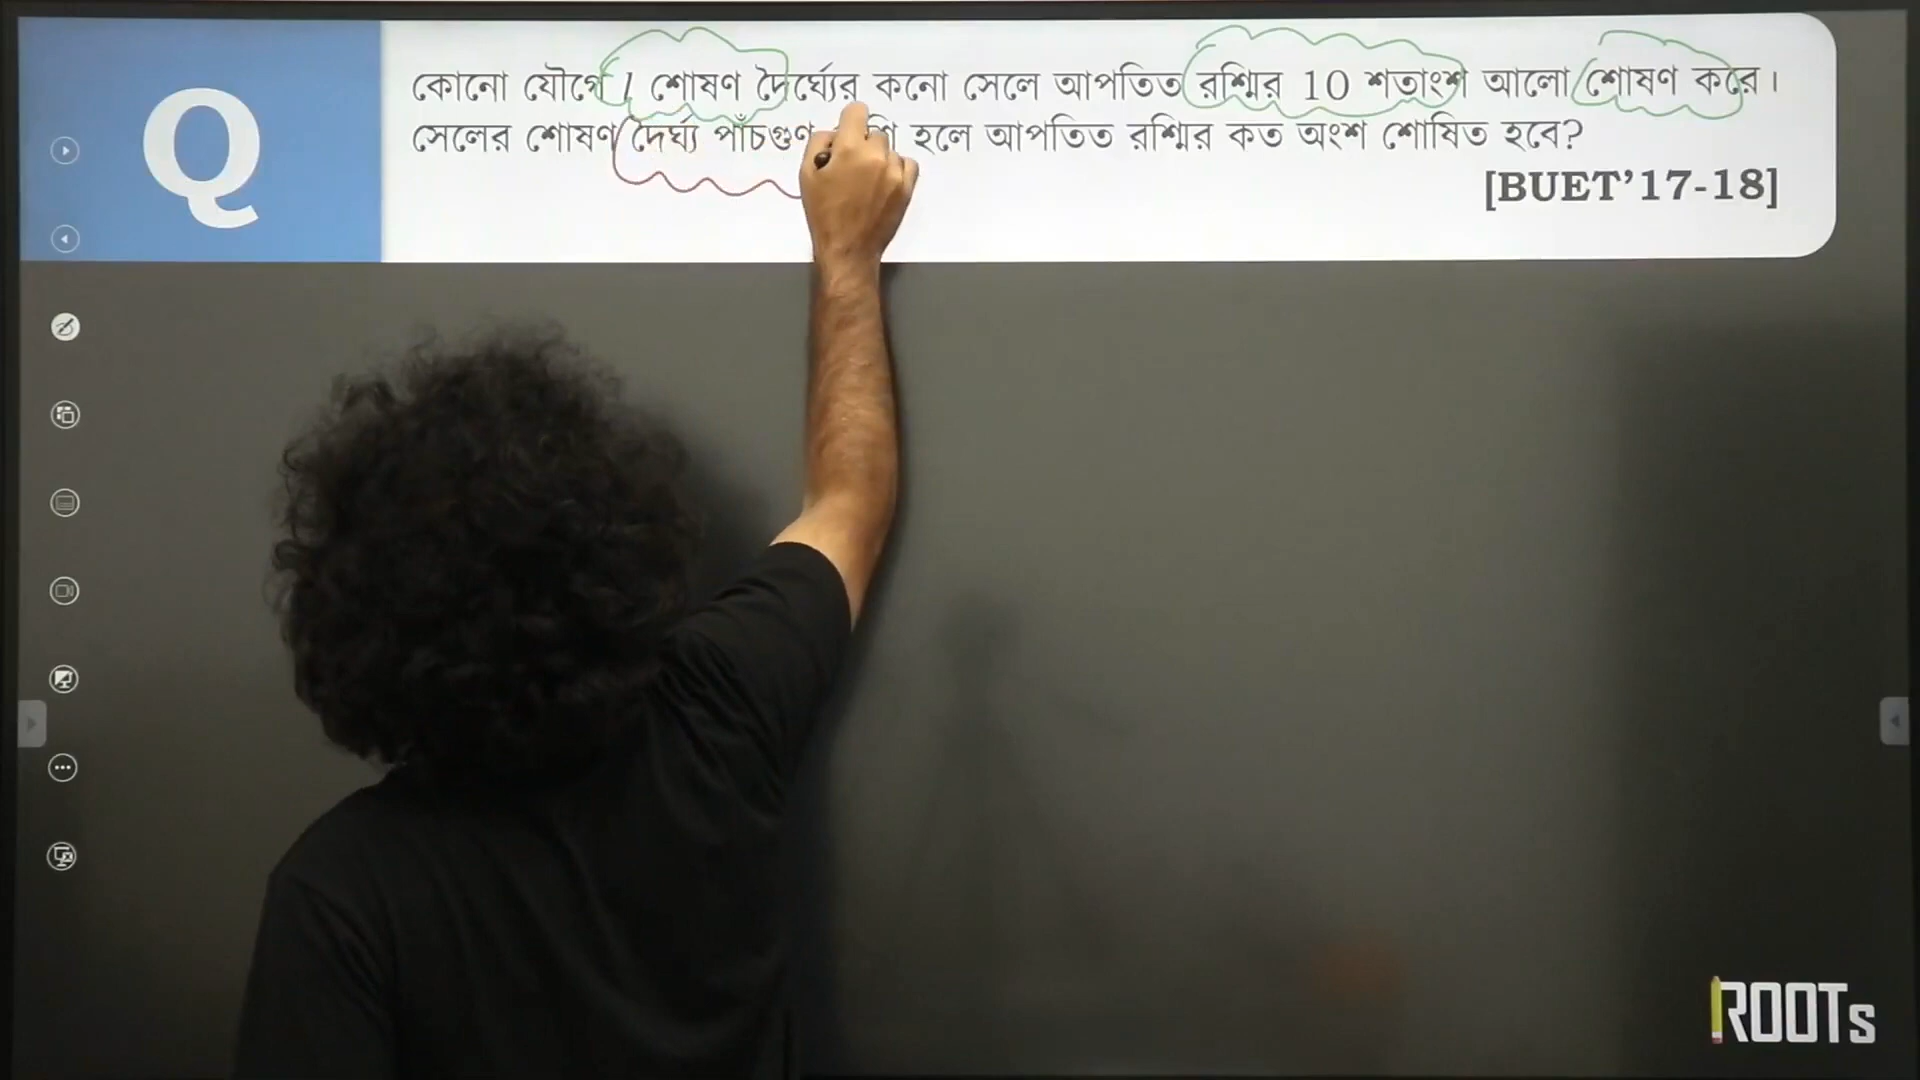 Q
কোনো যৌগে l শোষণ দৈর্ঘ্যের কনো সেলে আপতিত রশ্মির 10 শতাংশ আলো শোষণ করে।
সেলের শোষণ দৈর্ঘ্য পাঁচগুণ হলে আপতিত রশ্মির কত অংশ শোষিত হবে?
[BUET’17-18]
ROOTs